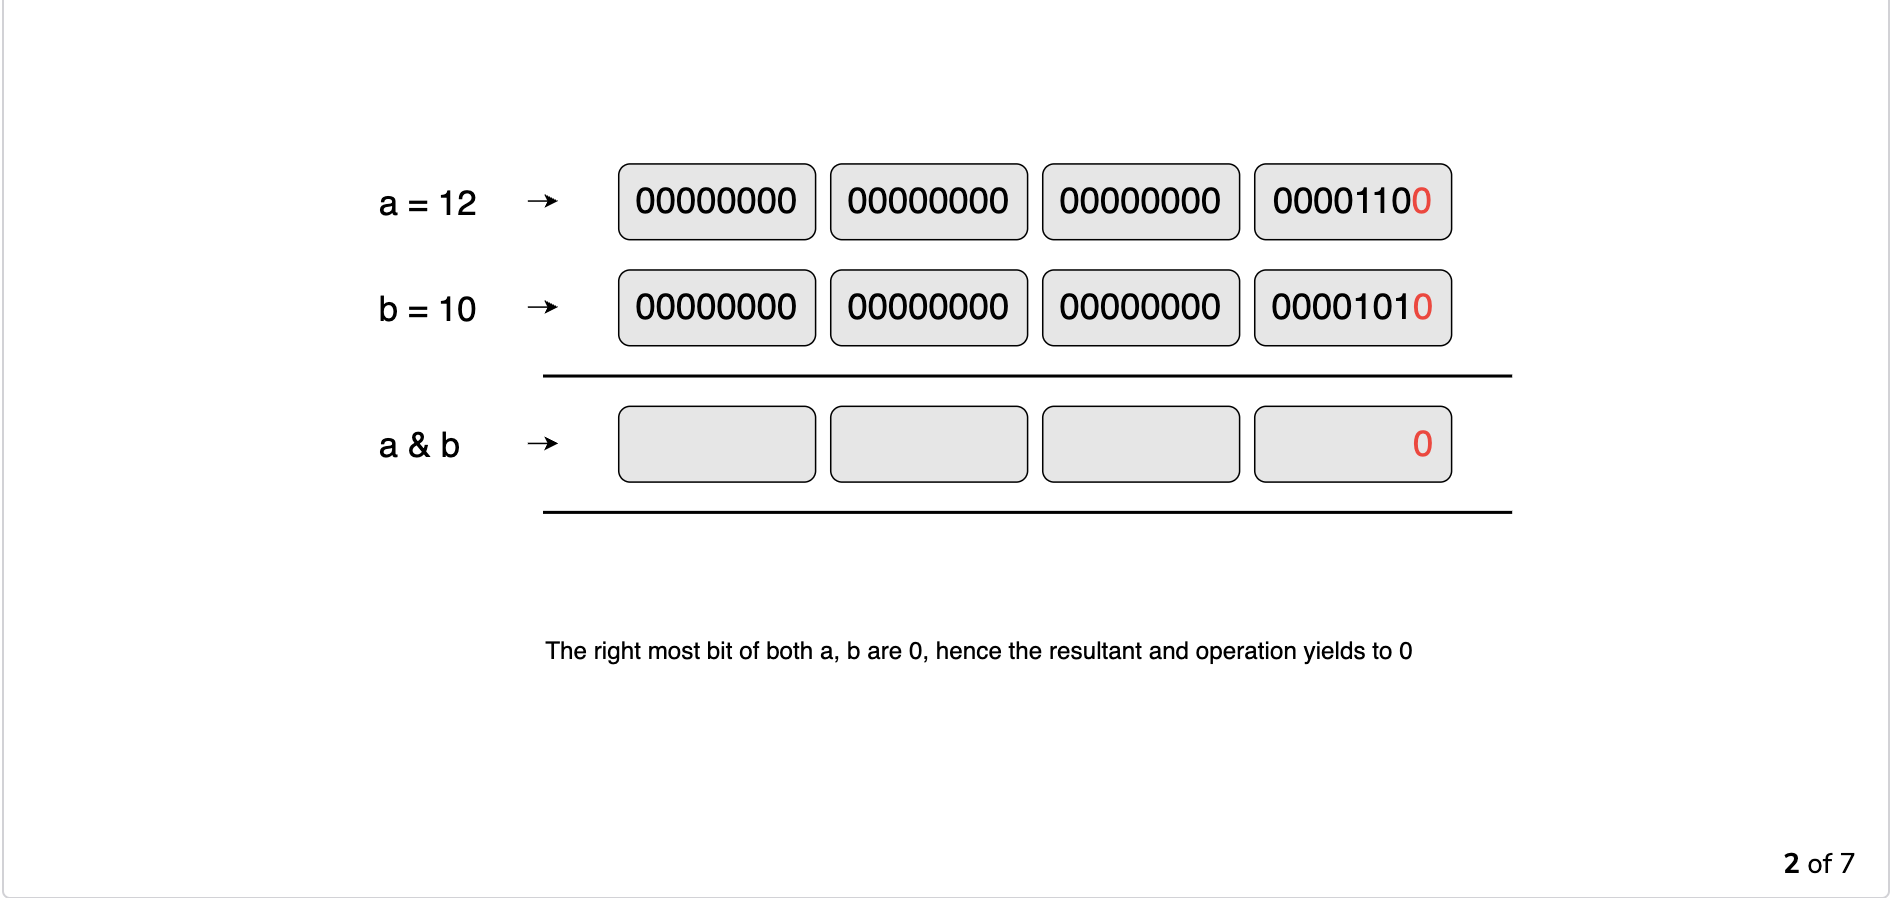 a = 12 → 00000000 00000000 00000000 00001100
b = 10 → 00000000 00000000 00000000 00001010
a & b → 0
The right most bit of both a, b are 0, hence the resultant and operation yields to 0
2 of 7